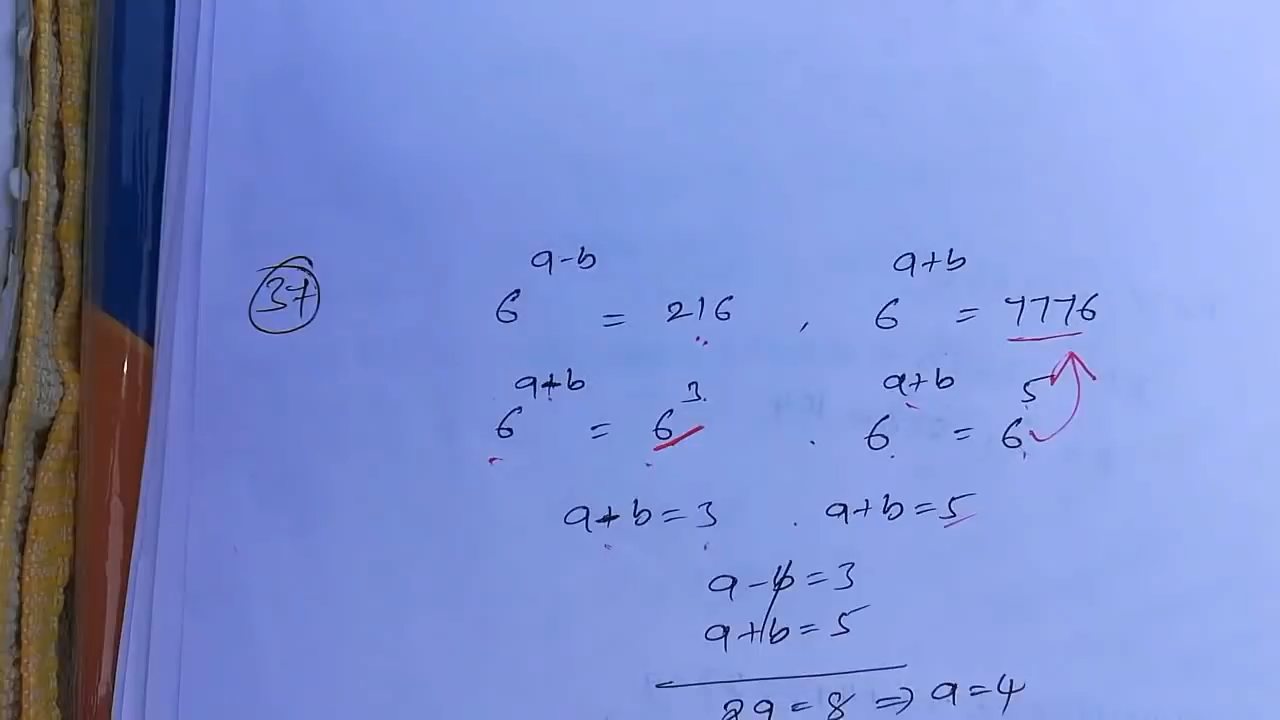 37 6^(a-b) = 216 , 6^(a+b) = 7776
6^(a+b) = 6^3 . 6^(a+b) = 6^5
a+b=3 . a+b=5
a-b=3
a+b=5
2a=8 ⇒ a=4